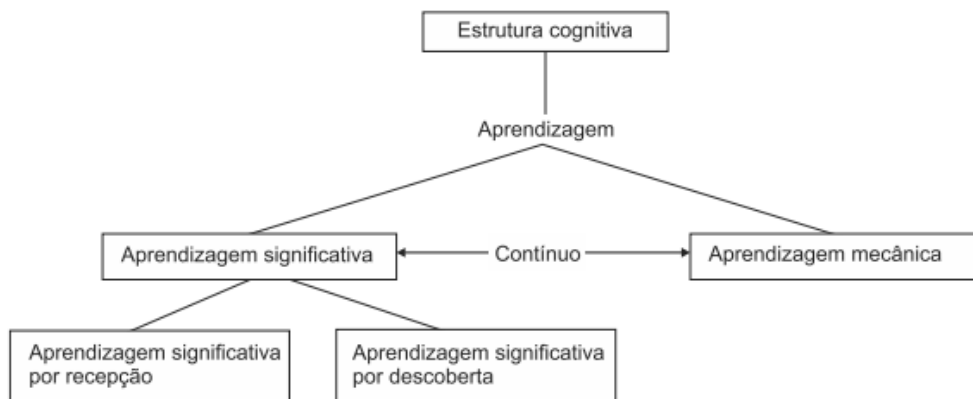 Estrutura cognitiva
Aprendizagem
Aprendizagem significativa
Contínuo
Aprendizagem mecânica
Aprendizagem significativa
por recepção
Aprendizagem significativa
por descoberta